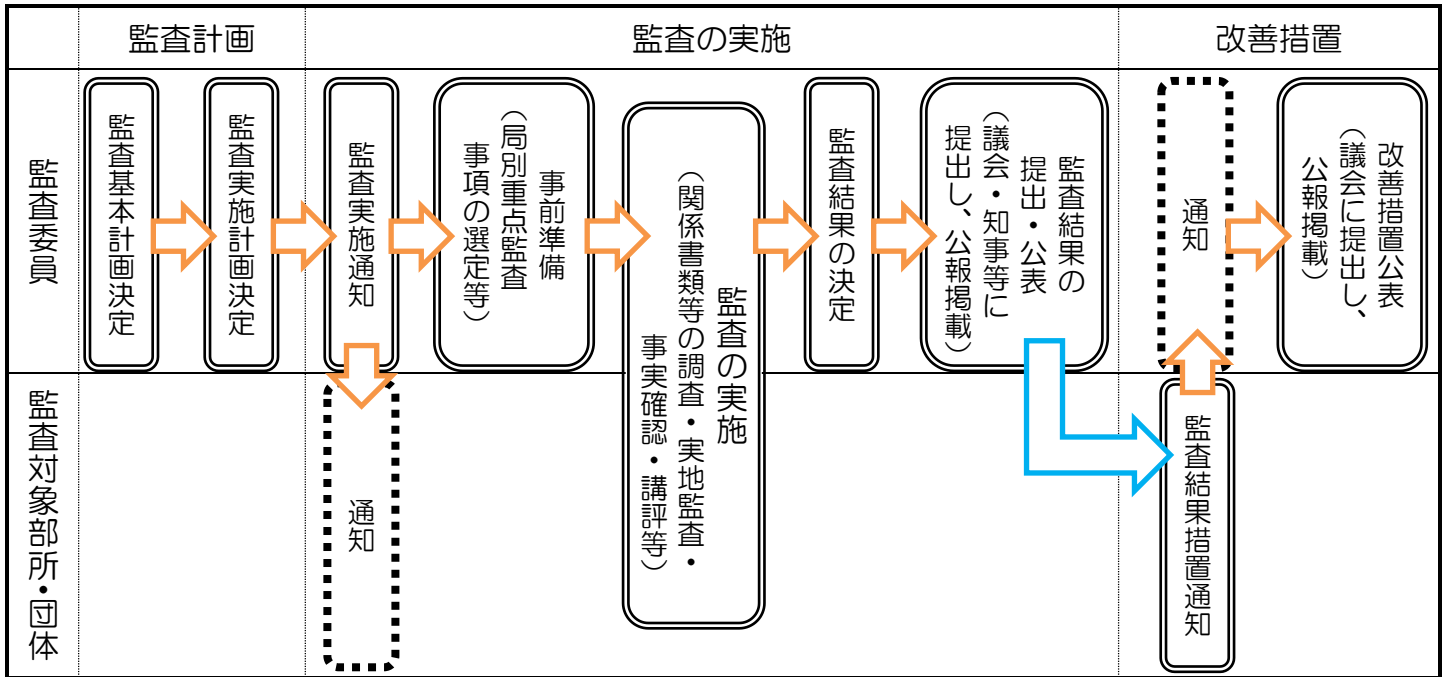 監査計画
監査の実施
改善措置
監査委員
監査基本計画決定
監査実施計画決定
監査実施通知
事前準備
（局別重点監査
事項の選定等）
監査の実施
（関係書類等の調査・実地監査・
事実確認・講評等）
監査結果の決定
監査結果の
提出・公表
（議会・知事等に
提出し、公報掲載）
通知
改善措置公表
（議会に提出し、
公報掲載）
監査対象部所・団体
通知
監査結果措置通知